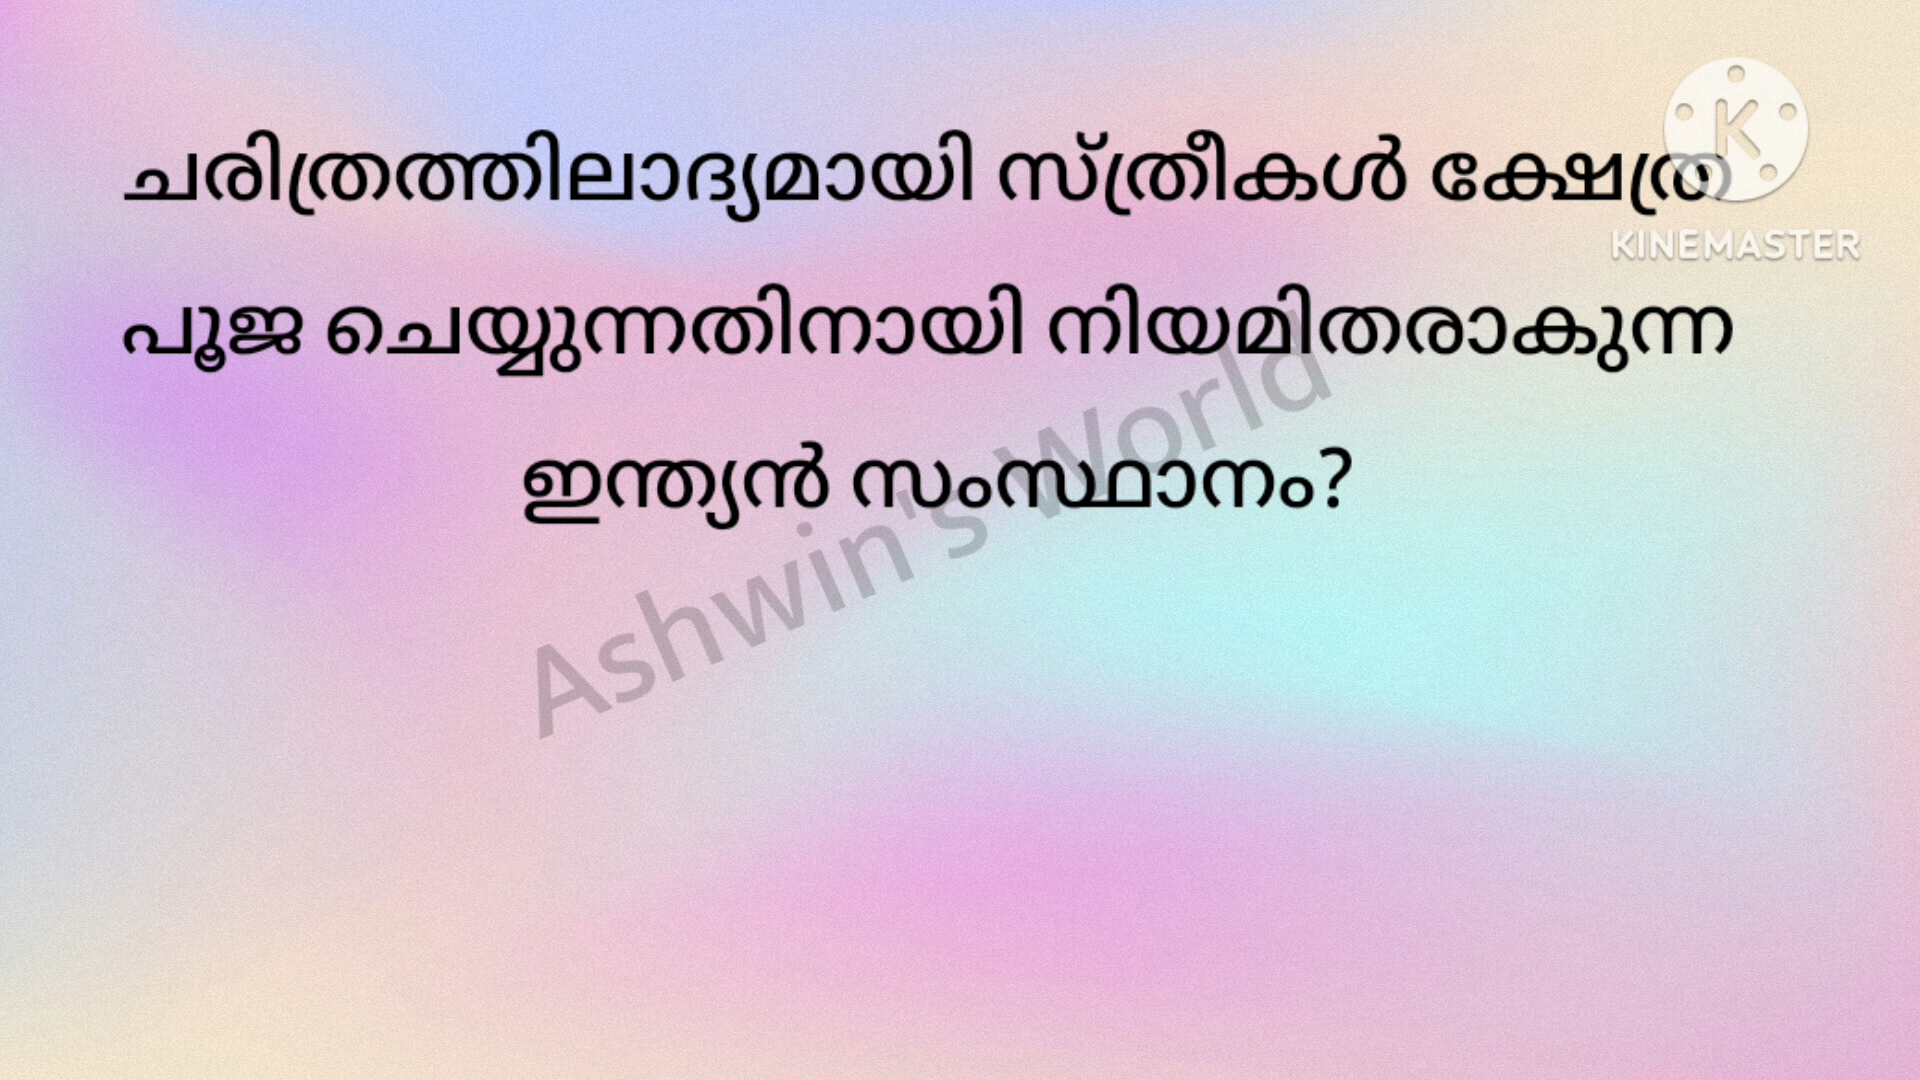 ചരിത്രത്തിലാദ്യമായി സ്ത്രീകൾ ക്ഷേത്ര
പൂജ ചെയ്യുന്നതിനായി നിയമിതരാകുന്ന
ഇന്ത്യൻ സംസ്ഥാനം?
KINEMASTER
Ashwin's World